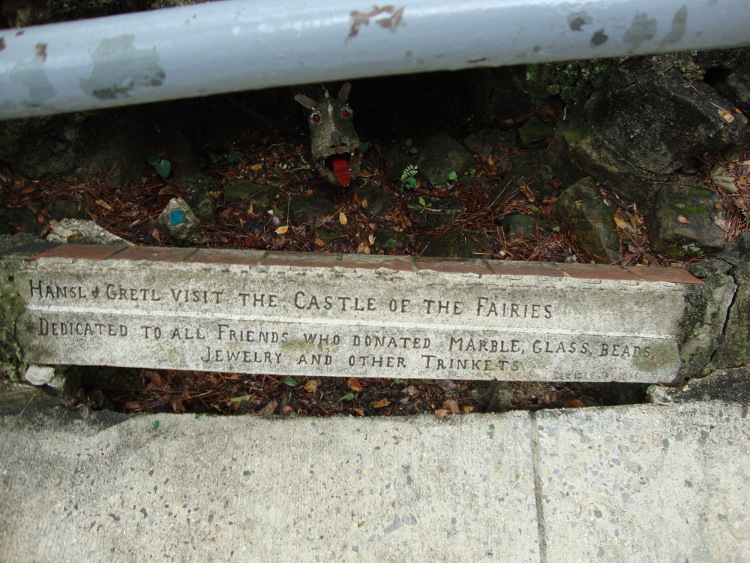 HANSL & GRETL VISIT THE CASTLE OF THE FAIRIES
DEDICATED TO ALL FRIENDS WHO DONATED MARBLE, GLASS, BEADS,
JEWELRY AND OTHER TRINKETS